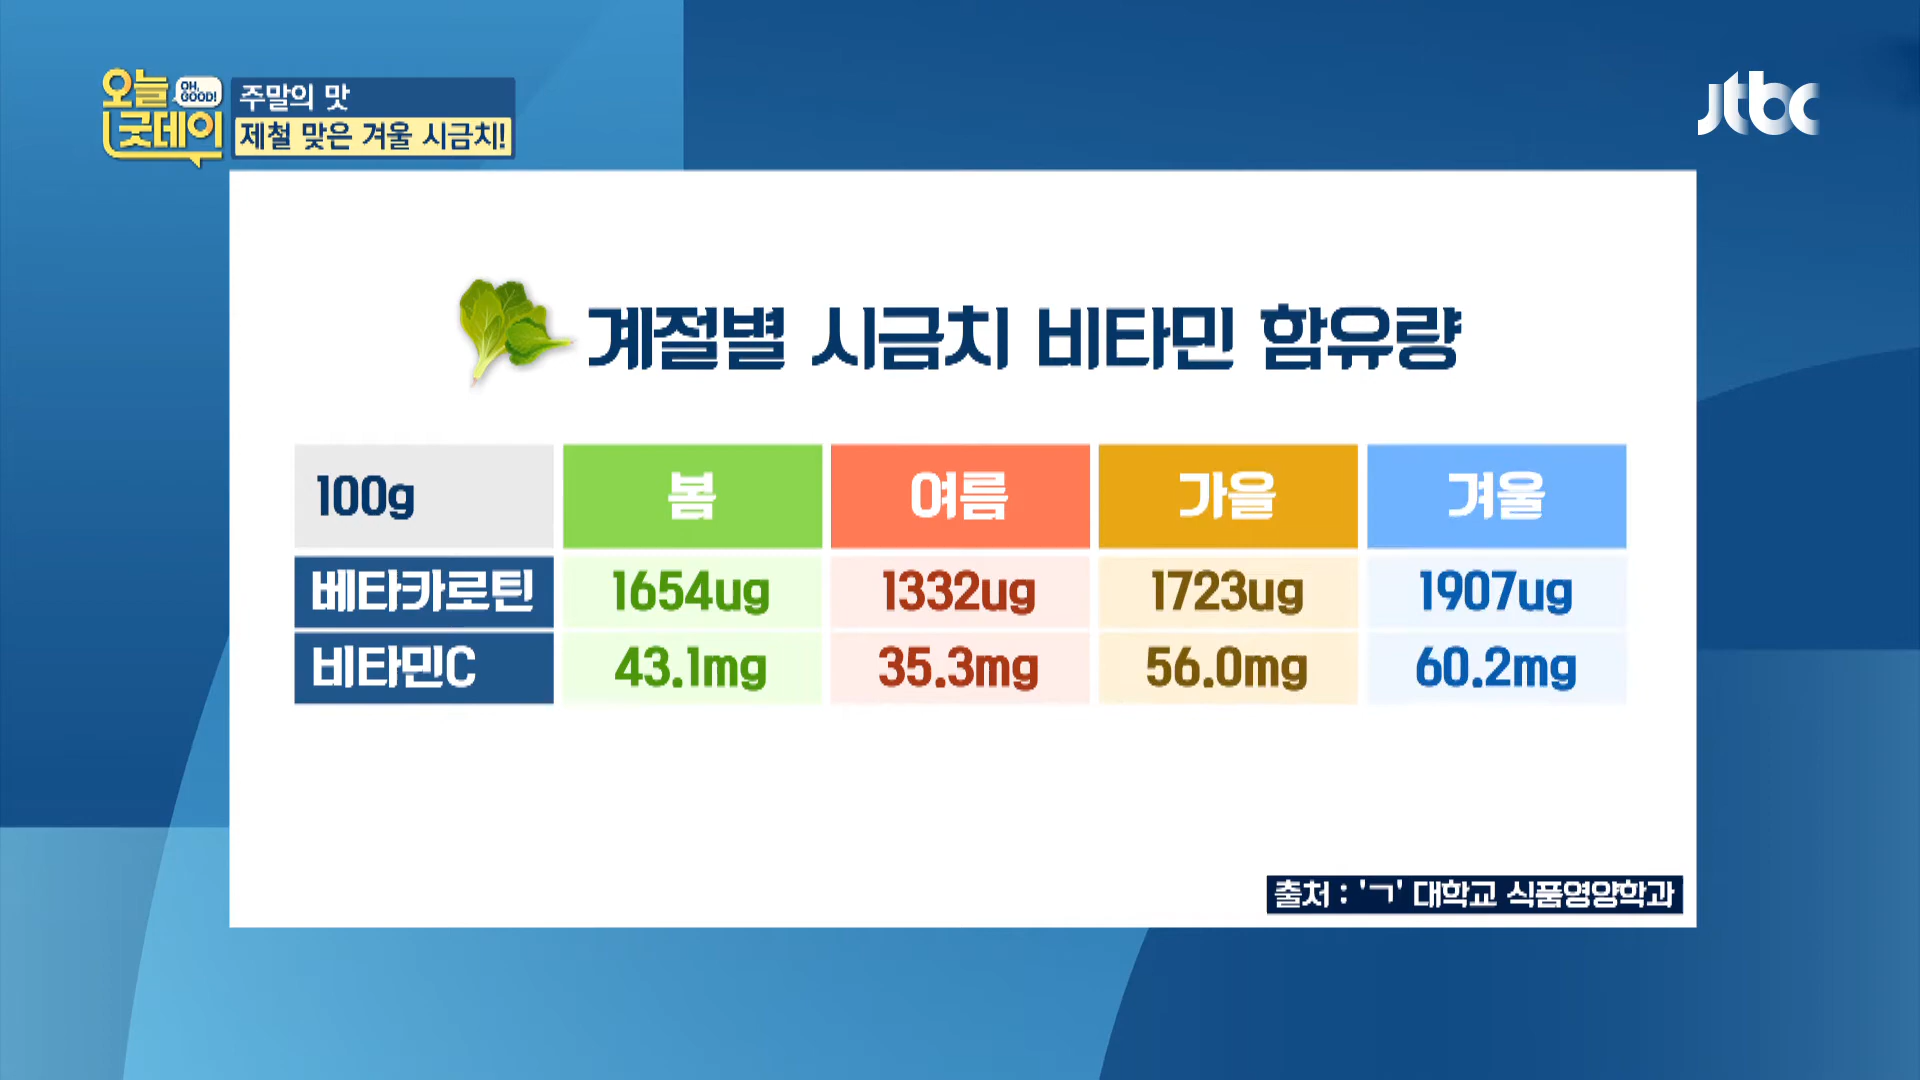 오늘 굿데이
OH, GOOD!
주말의 맛
제철 맞은 겨울 시금치!
jtbc
계절별 시금치 비타민 함유량
100g 봄 여름 가을 겨울
베타카로틴 1654ug 1332ug 1723ug 1907ug
비타민C 43.1mg 35.3mg 56.0mg 60.2mg
출처 : 'ㄱ' 대학교 식품영양학과